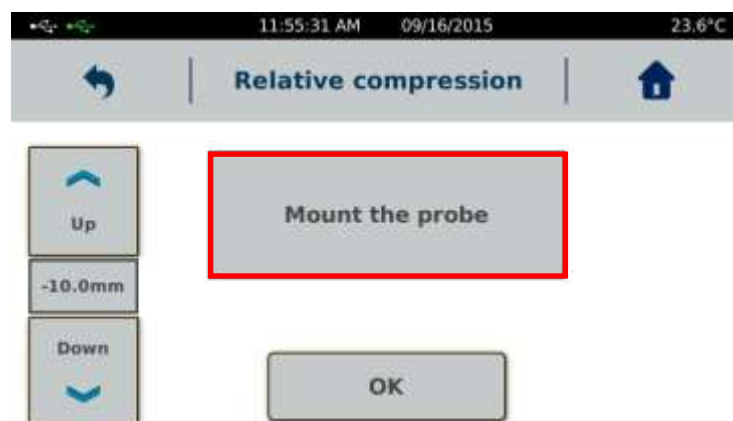 11:55:31 AM 09/16/2015 23.6°C
Relative compression
Up
Mount the probe
-10.0mm
Down
OK